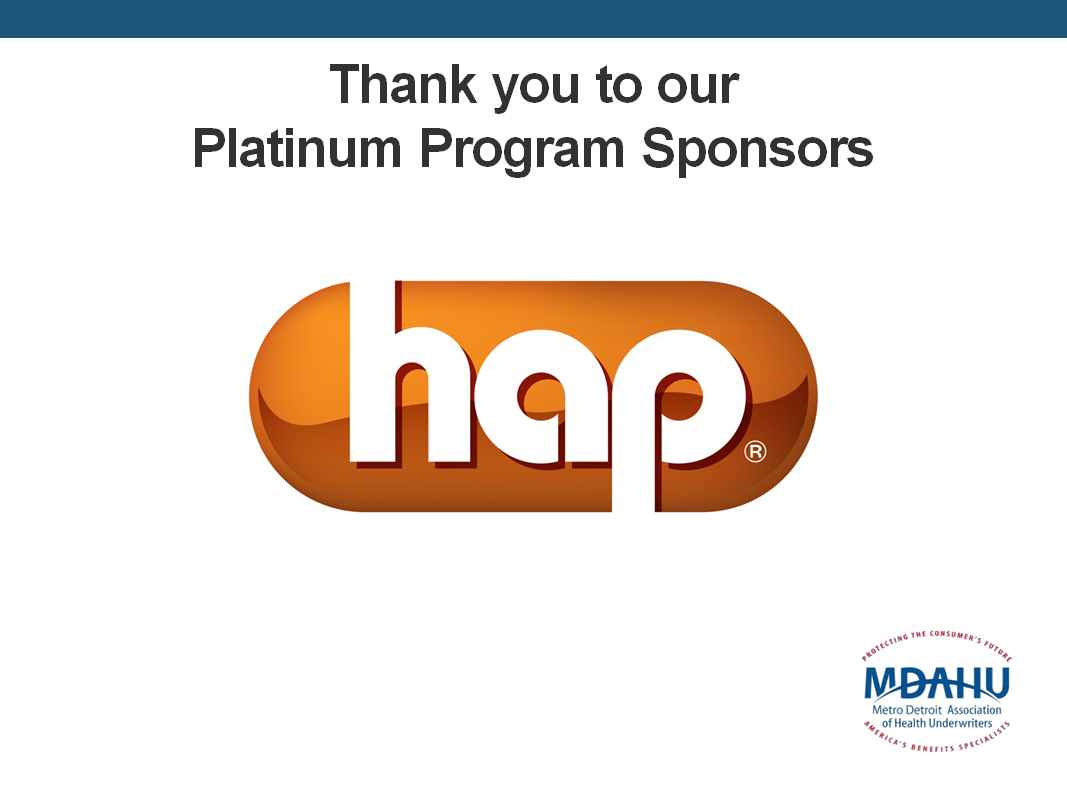 Thank you to our
Platinum Program Sponsors
hap®
PROTECTING THE CONSUMER'S FUTURE
MDAHU
Metro Detroit Association
of Health Underwriters
AMERICA'S BENEFITS SPECIALISTS